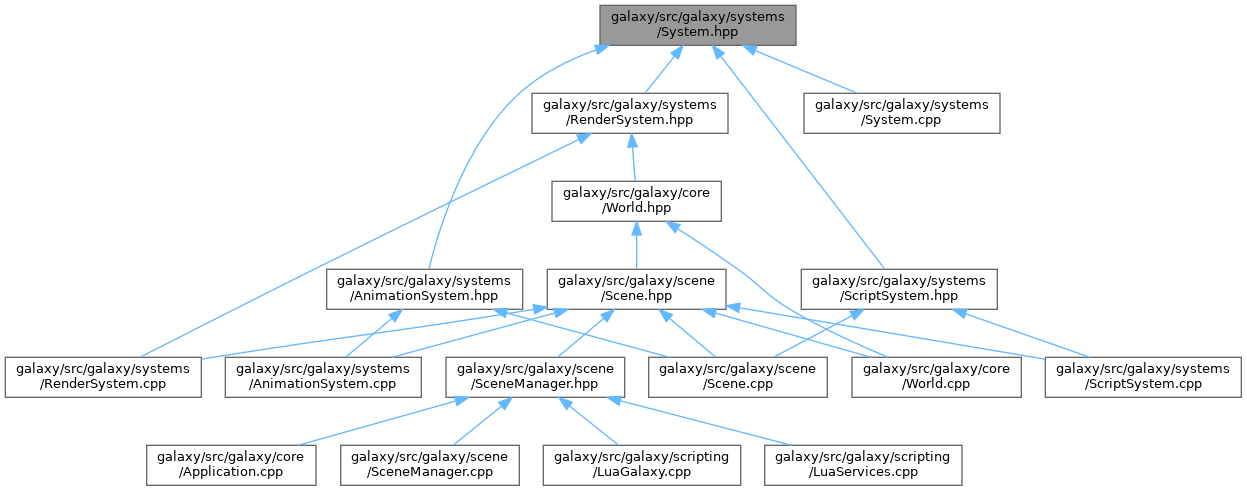 galaxy/src/galaxy/systems
/System.hpp
galaxy/src/galaxy/systems
/RenderSystem.hpp
galaxy/src/galaxy/systems
/System.cpp
galaxy/src/galaxy/core
/World.hpp
galaxy/src/galaxy/systems
/AnimationSystem.hpp
galaxy/src/galaxy/scene
/Scene.hpp
galaxy/src/galaxy/systems
/ScriptSystem.hpp
galaxy/src/galaxy/systems
/RenderSystem.cpp
galaxy/src/galaxy/systems
/AnimationSystem.cpp
galaxy/src/galaxy/scene
/SceneManager.hpp
galaxy/src/galaxy/scene
/Scene.cpp
galaxy/src/galaxy/core
/World.cpp
galaxy/src/galaxy/systems
/ScriptSystem.cpp
galaxy/src/galaxy/core
/Application.cpp
galaxy/src/galaxy/scene
/SceneManager.cpp
galaxy/src/galaxy/scripting
/LuaGalaxy.cpp
galaxy/src/galaxy/scripting
/LuaServices.cpp